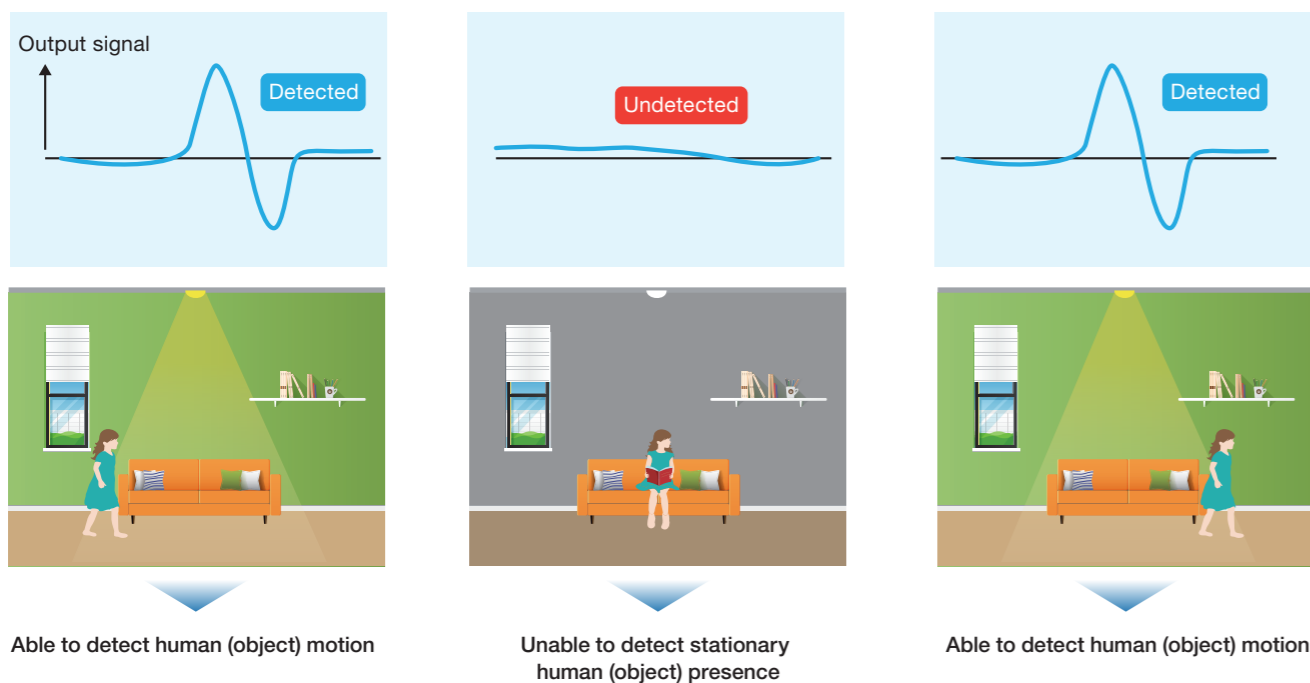 Output signal
Detected
Undetected
Detected
Able to detect human (object) motion
Unable to detect stationary
human (object) presence
Able to detect human (object) motion